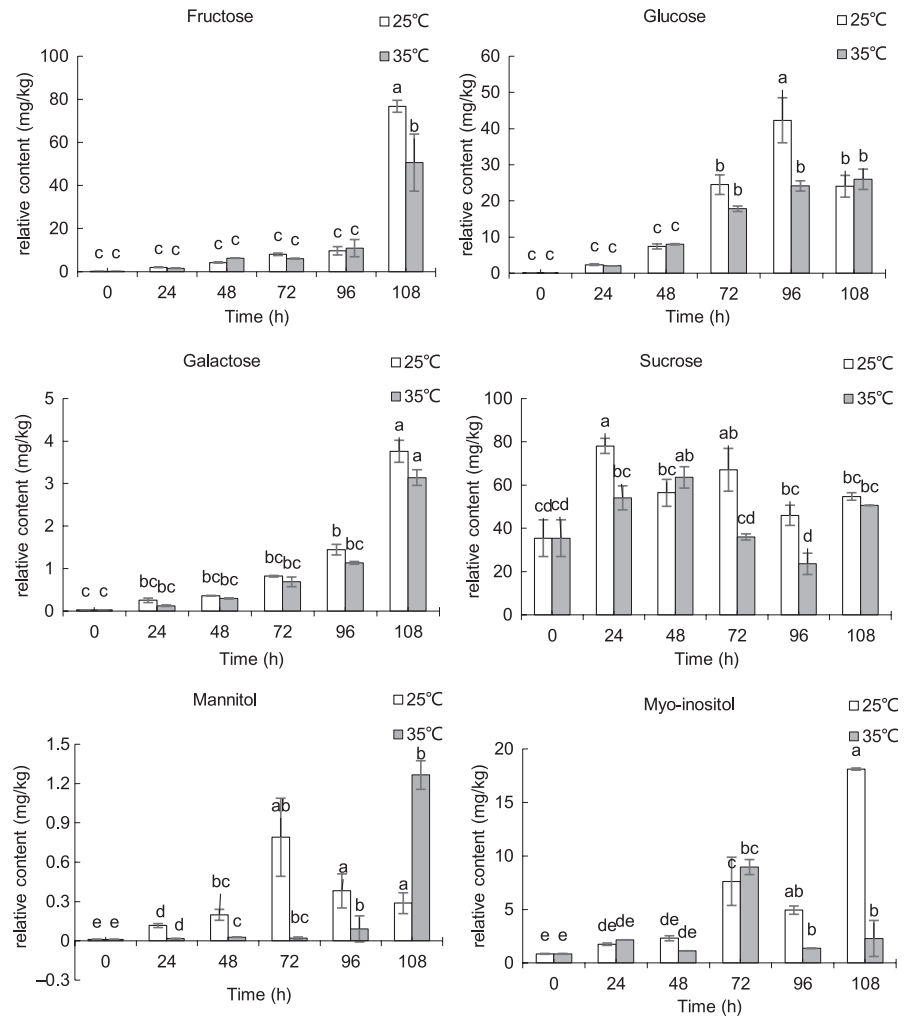 Fructose
25℃
35℃
relative content (mg/kg)
100
80
60
40
20
0
c c
c c
c c
c c
c c
a
b
0 24 48 72 96 108
Time (h)
Glucose
25℃
35℃
relative content (mg/kg)
60
50
40
30
20
10
0
c c
c c
c c
b
b
a
b
b b
0 24 48 72 96 108
Time (h)
Galactose
25℃
35℃
relative content (mg/kg)
5
4
3
2
1
0
c c
bc bc
bc bc
bc bc
b
bc
a
a
0 24 48 72 96 108
Time (h)
Sucrose
25℃
35℃
relative content (mg/kg)
100
80
60
40
20
0
cd cd
a
bc
bc
ab
ab
cd
bc
d
bc bc
0 24 48 72 96 108
Time (h)
Mannitol
25℃
35℃
relative content (mg/kg)
1.5
1.2
0.9
0.6
0.3
0
–0.3
e e
d
d
bc
c
ab
bc
a
b
a
b
0 24 48 72 96 108
Time (h)
Myo-inositol
25℃
35℃
relative content (mg/kg)
20
15
10
5
0
e e
de de
de
de
c
bc
ab
b
a
b
0 24 48 72 96 108
Time (h)